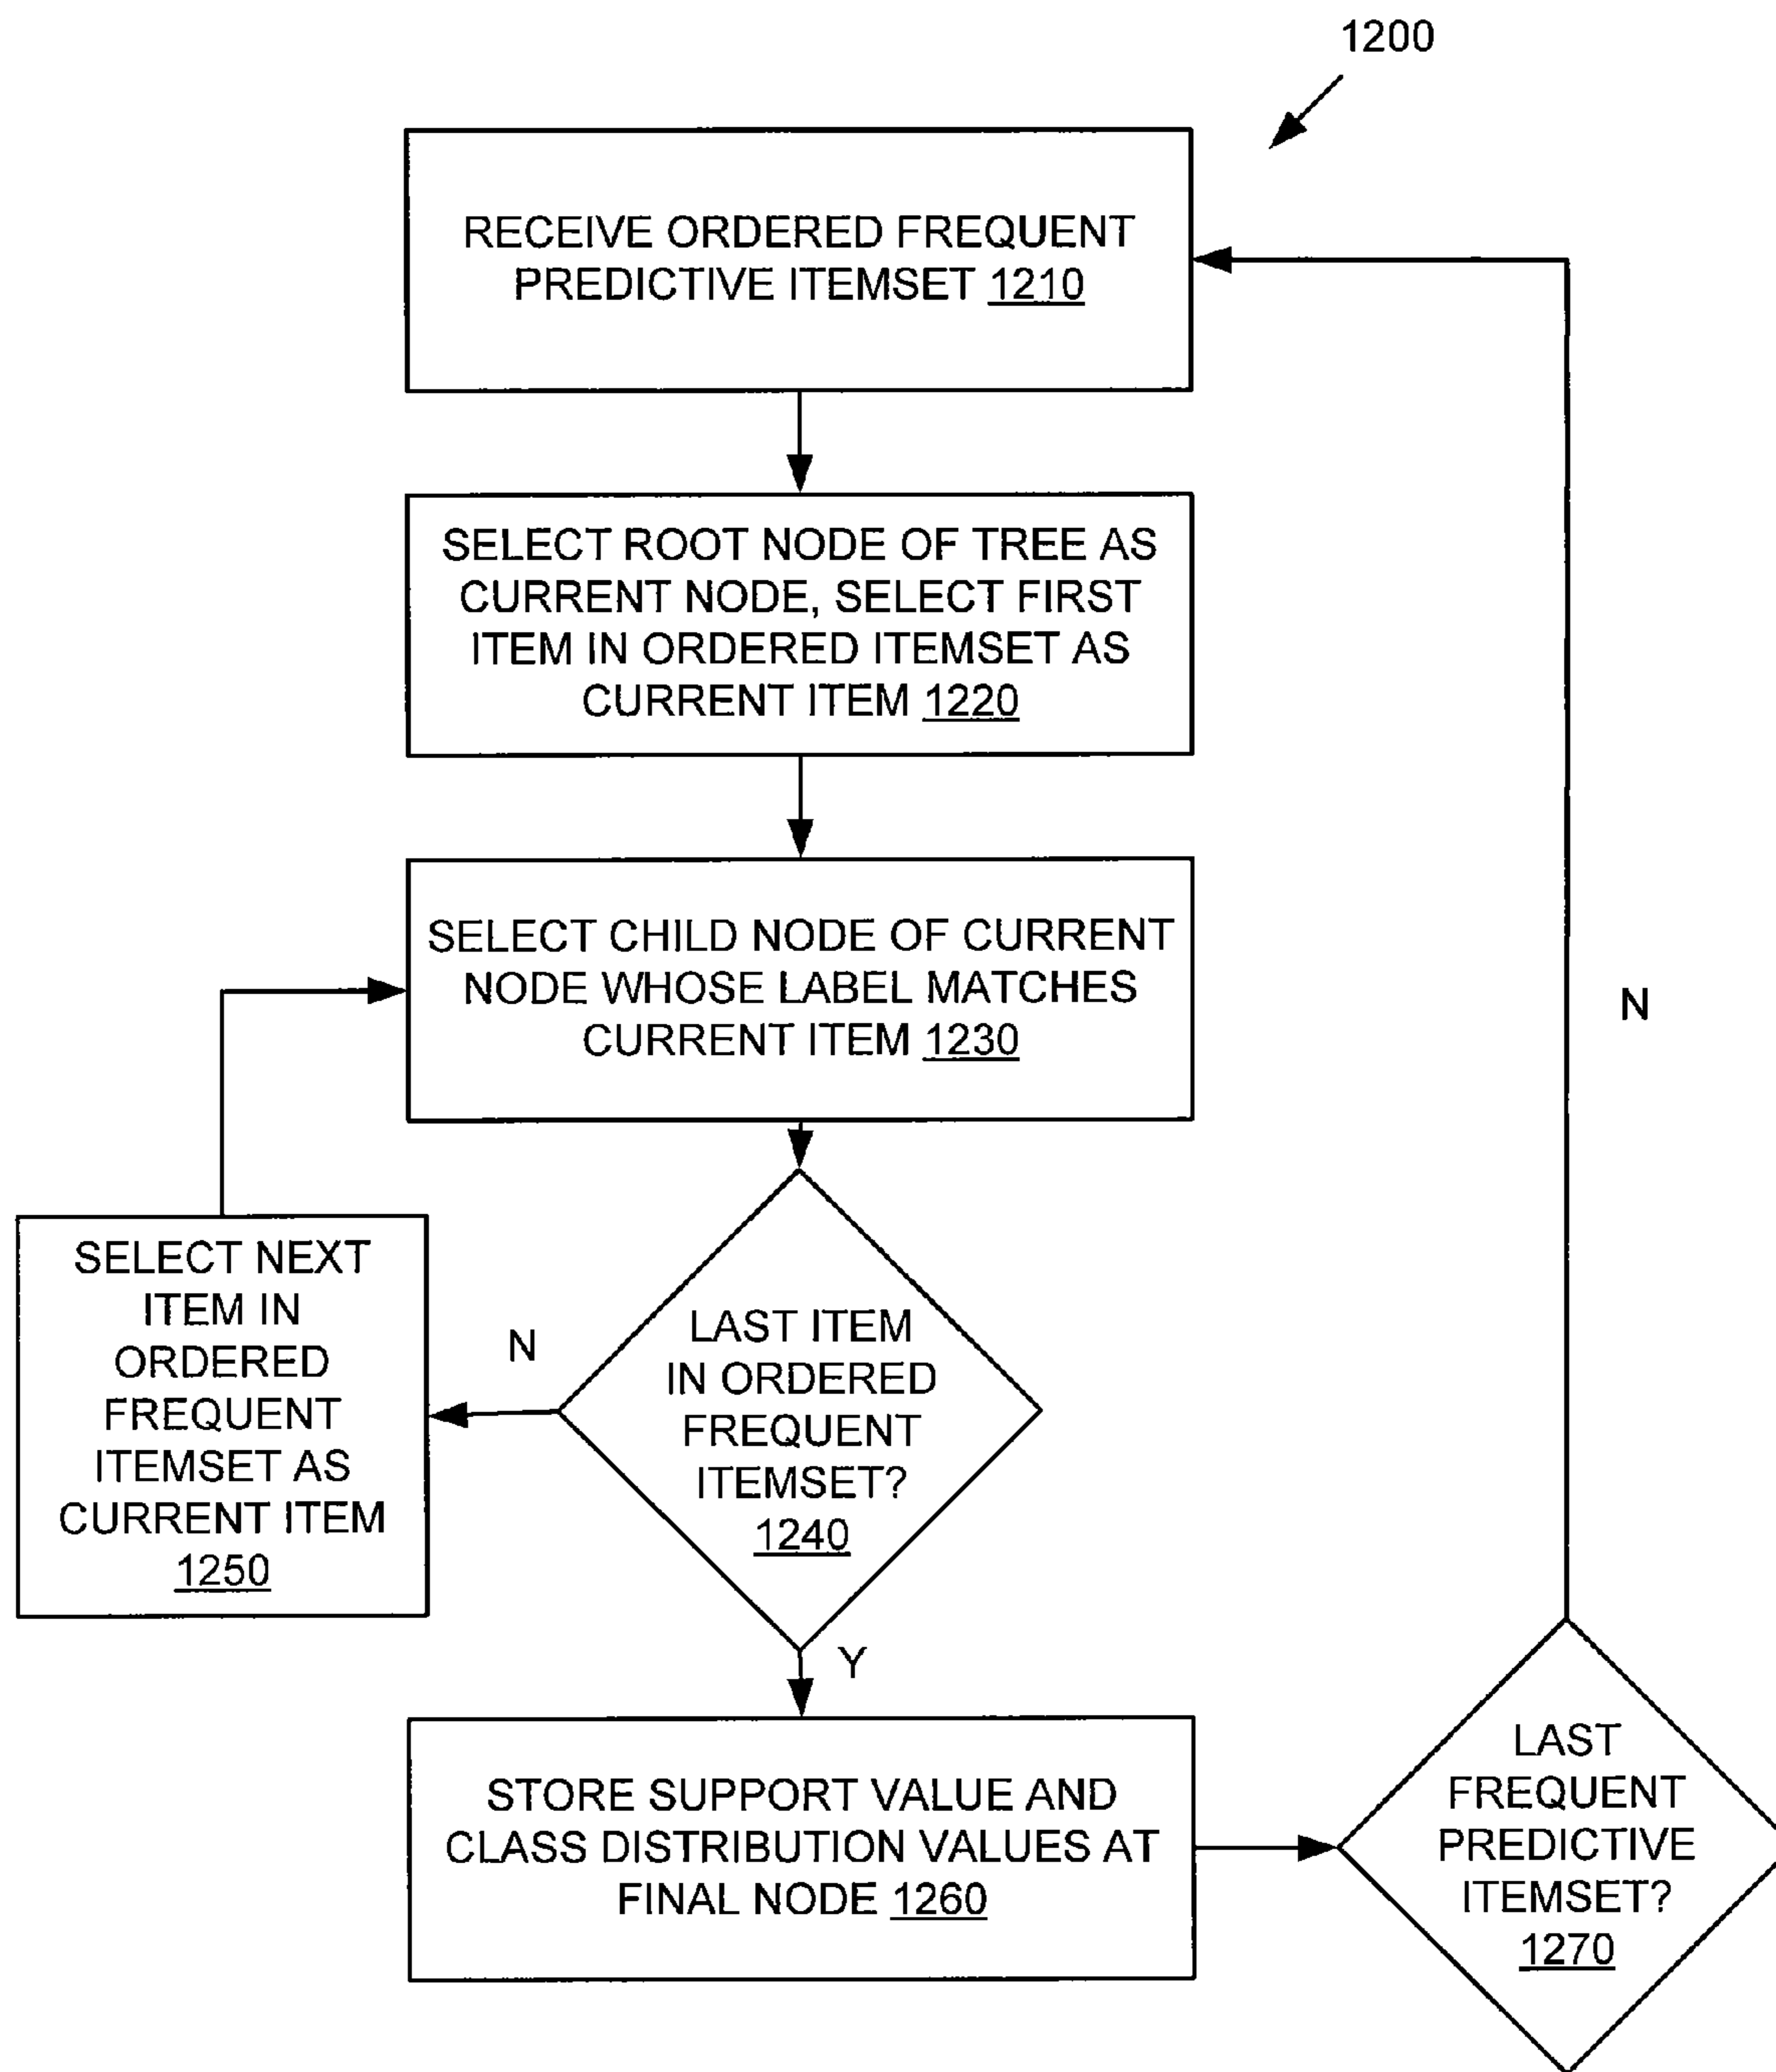 1200
RECEIVE ORDERED FREQUENT
PREDICTIVE ITEMSET 1210
SELECT ROOT NODE OF TREE AS
CURRENT NODE, SELECT FIRST
ITEM IN ORDERED ITEMSET AS
CURRENT ITEM 1220
SELECT CHILD NODE OF CURRENT
NODE WHOSE LABEL MATCHES
CURRENT ITEM 1230
N
SELECT NEXT
ITEM IN
ORDERED
FREQUENT
ITEMSET AS
CURRENT ITEM
1250
N
LAST ITEM
IN ORDERED
FREQUENT
ITEMSET?
1240
Y
STORE SUPPORT VALUE AND
CLASS DISTRIBUTION VALUES AT
FINAL NODE 1260
LAST
FREQUENT
PREDICTIVE
ITEMSET?
1270